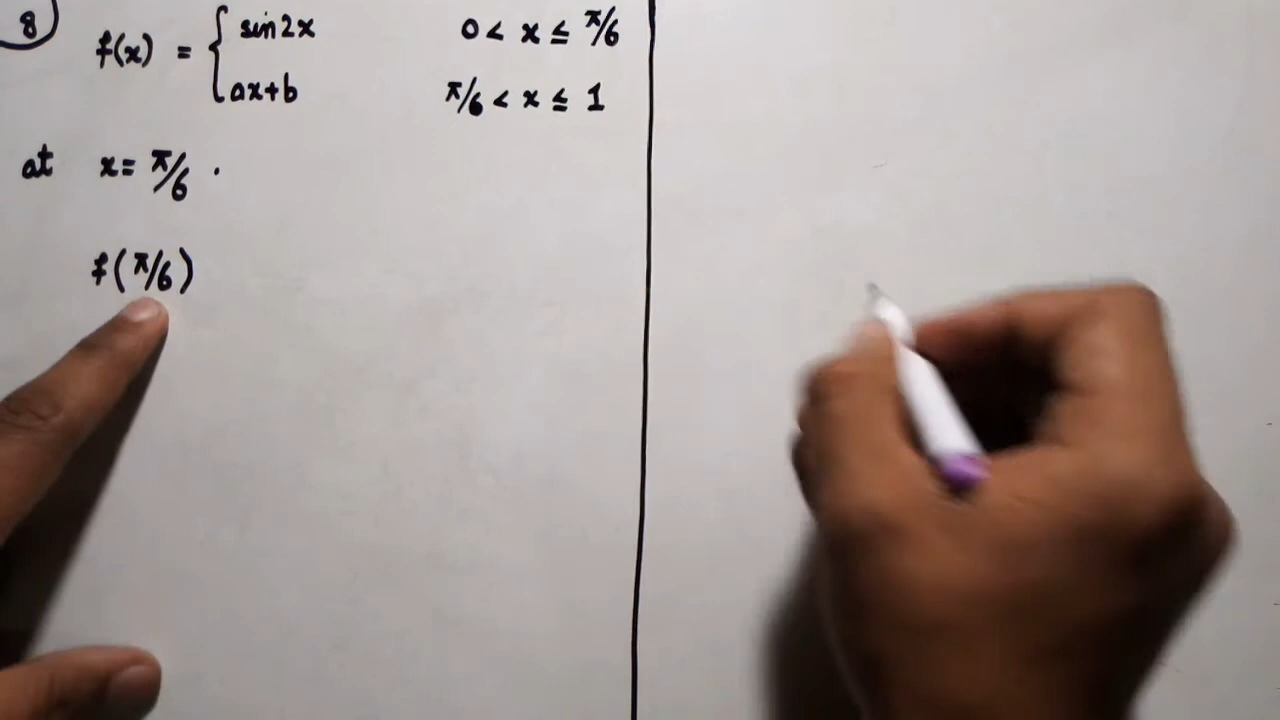 8
f(x) = { sin2x 0 < x ≤ π/6
ax+b π/6 < x ≤ 1
at x = π/6 .
f(π/6)